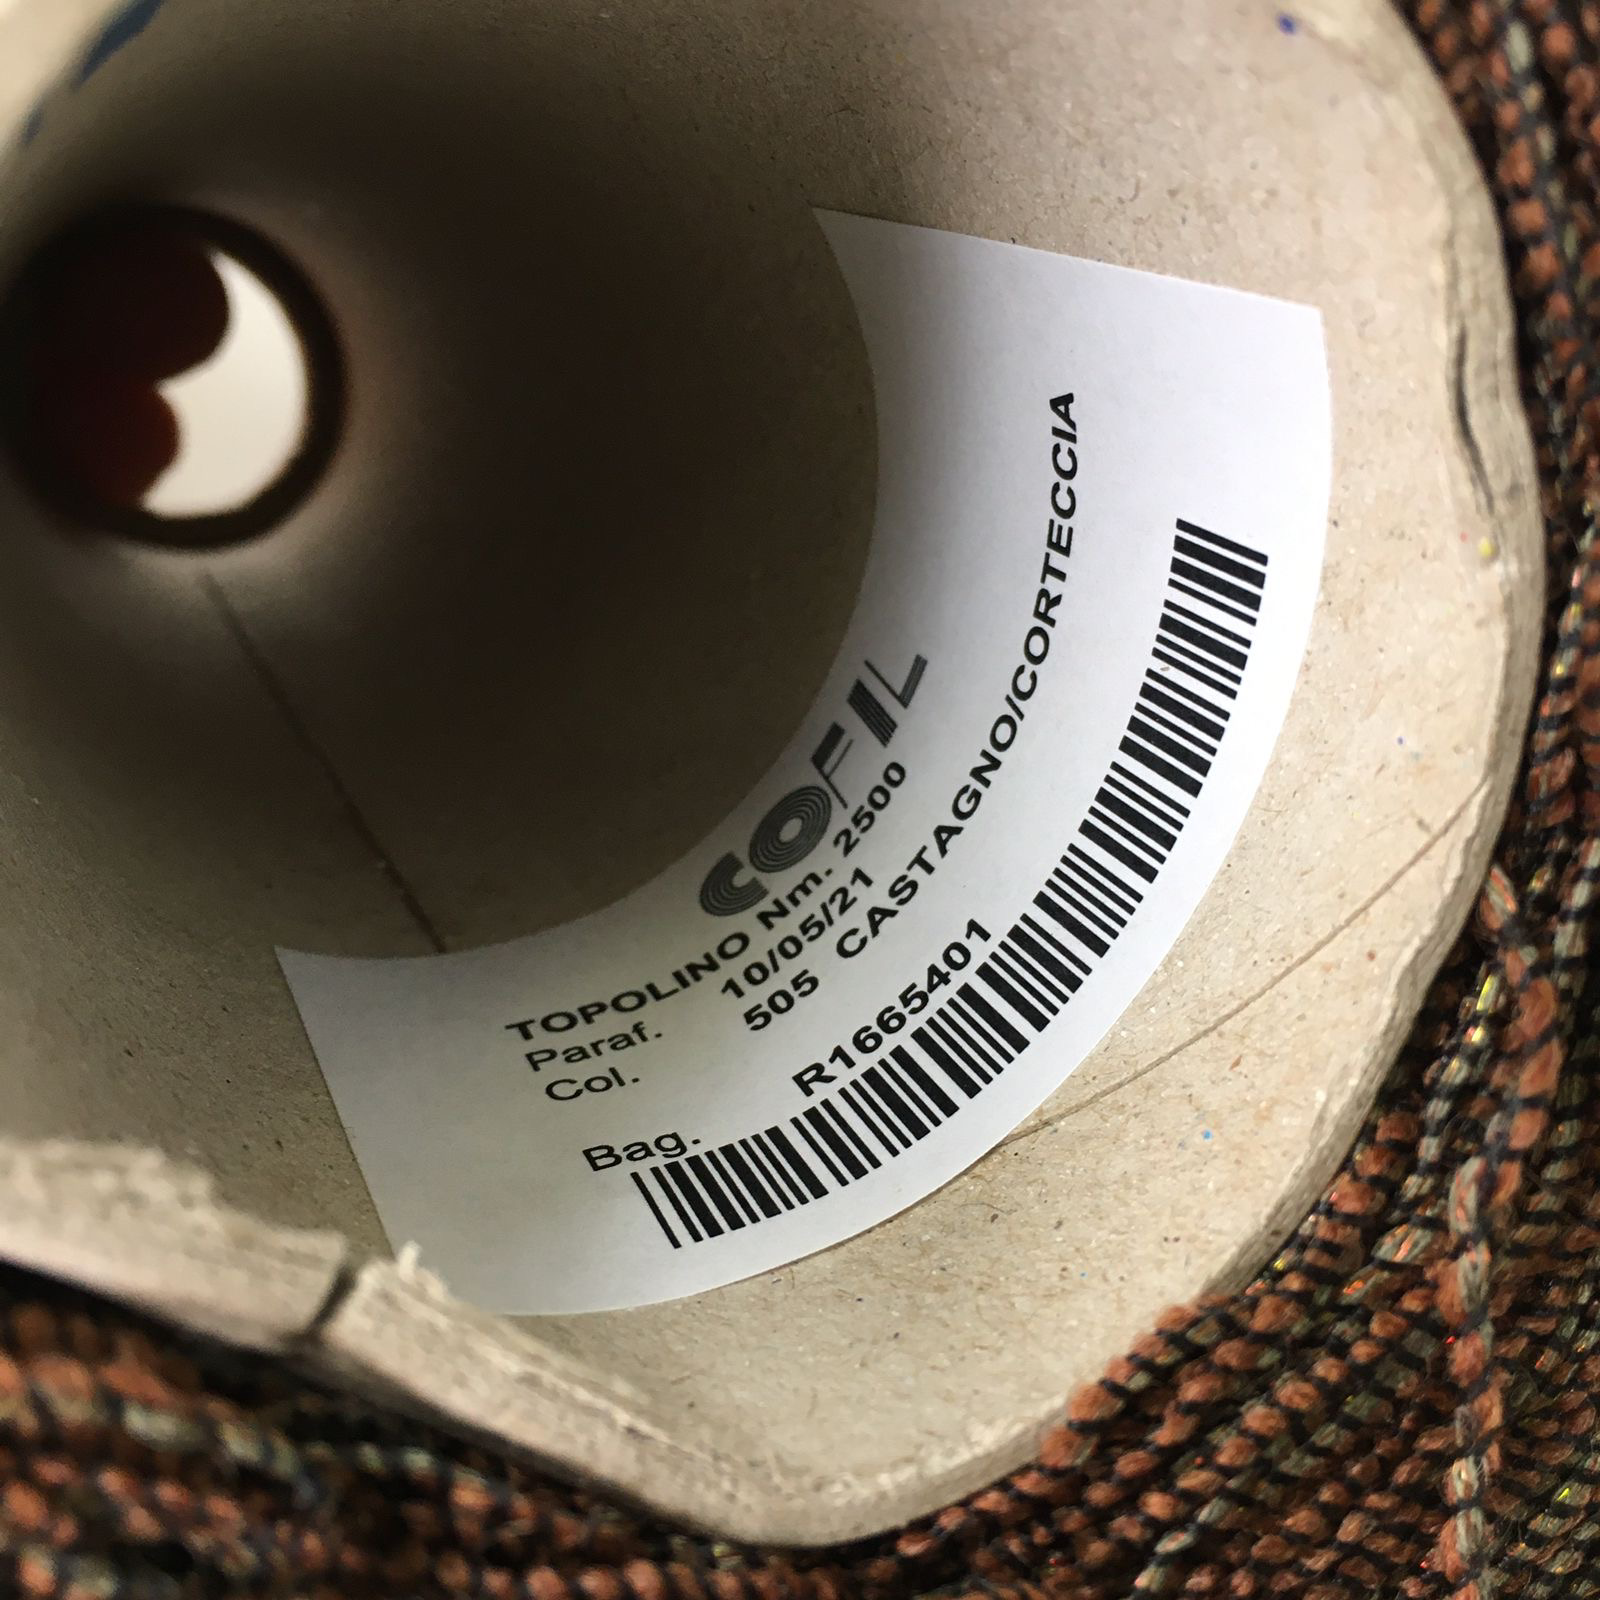 COFIL
TOPOLINO Nm. 2500
Paraf. 10/05/21
Col. 505 CASTAGNO/CORTECCIA
Bag. R1665401